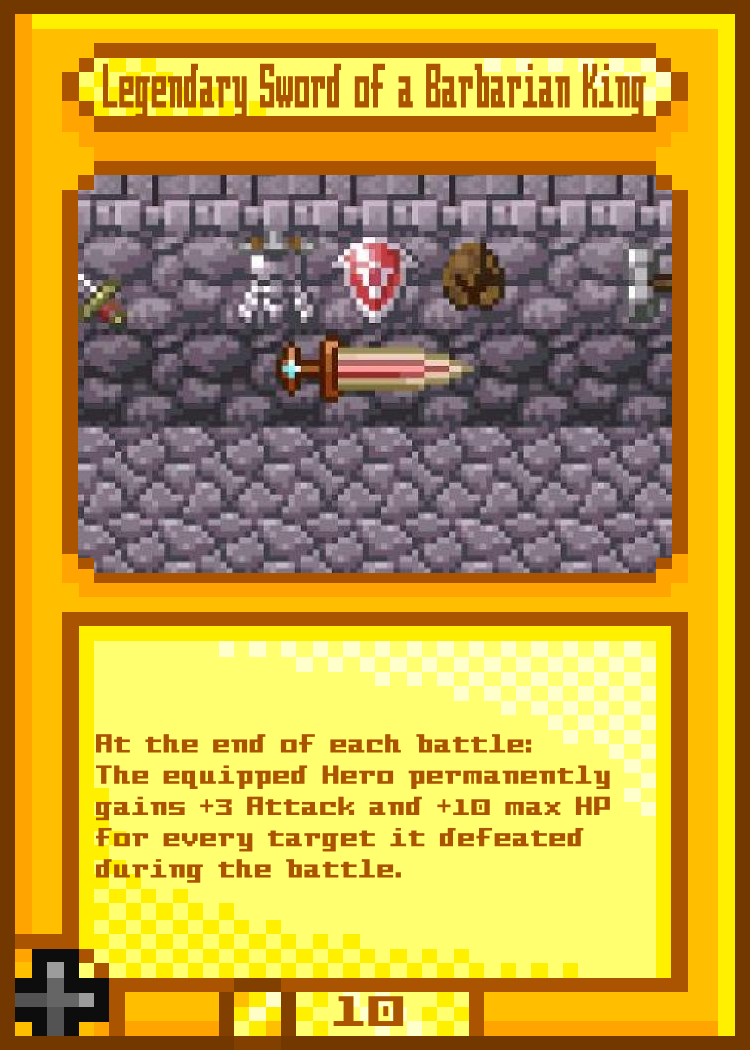 Legendary Sword of a Barbarian King
At the end of each battle:
The equipped Hero permanently
gains +3 Attack and +10 max HP
for every target it defeated
during the battle.
10